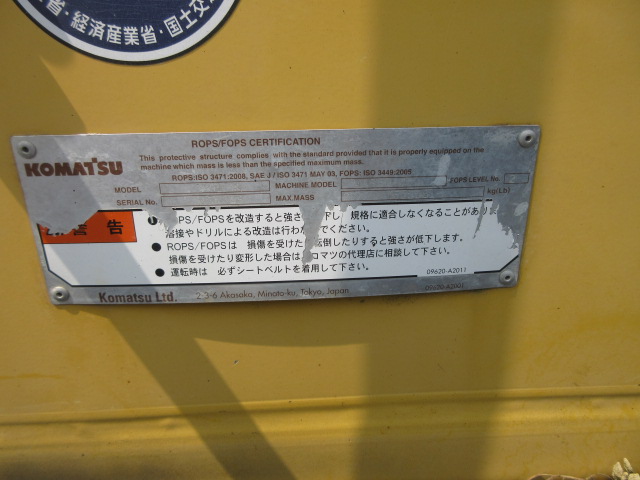 省・経済産業省・国土交
ROPS/FOPS CERTIFICATION
KOMATSU
This protective structure complies with the standard provided that it is properly equipped on the
machine which mass is less than the specified maximum mass.
ROPS:ISO 3471:2008, SAE J / ISO 3471 MAY 03, FOPS: ISO 3449:2005
MODEL MACHINE MODEL FOPS LEVEL No.
SERIAL No. MAX.MASS kg(Lb)
警告
ROPS/FOPSを改造すると強さ 下し 規格に適合しなくなることがあり
溶接やドリルによる改造は行わ でください。
● ROPS/FOPSは 損傷を受けた 転倒したりすると強さが低下します。
損傷を受けたり変形した場合は コマツの代理店に相談して下さい。
● 運転時は 必ずシートベルトを着用して下さい。
09620-A2011
Komatsu Ltd. 2-3-6 Akasaka, Minato-ku, Tokyo, Japan
09620-A2001